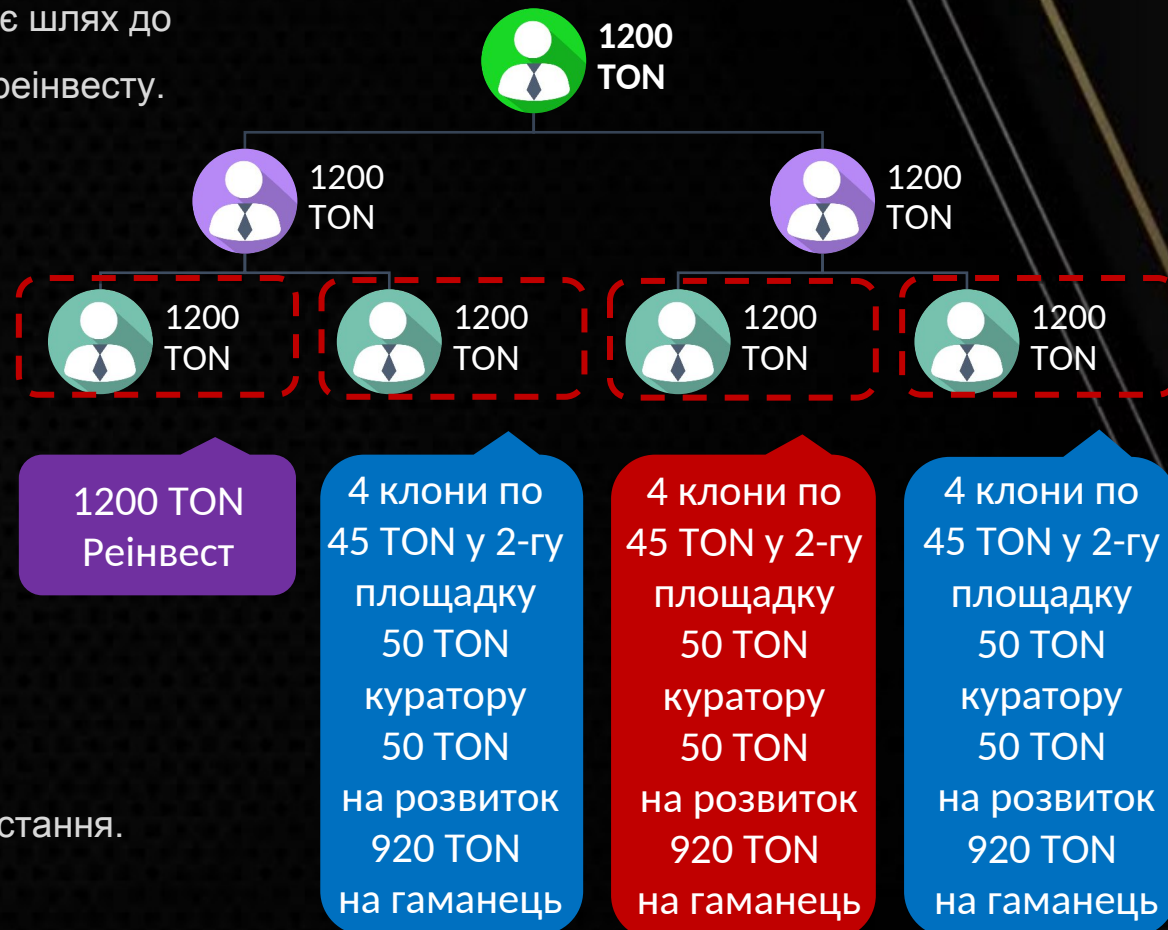 є шлях до
реінвесту.
1200
TON
1200
TON
1200
TON
1200
TON
1200
TON
1200
TON
1200
TON
1200 TON
Реінвест
4 клони по
45 TON у 2-гу
площадку
50 TON
куратору
50 TON
на розвиток
920 TON
на гаманець
4 клони по
45 TON у 2-гу
площадку
50 TON
куратору
50 TON
на розвиток
920 TON
на гаманець
4 клони по
45 TON у 2-гу
площадку
50 TON
куратору
50 TON
на розвиток
920 TON
на гаманець
стання.